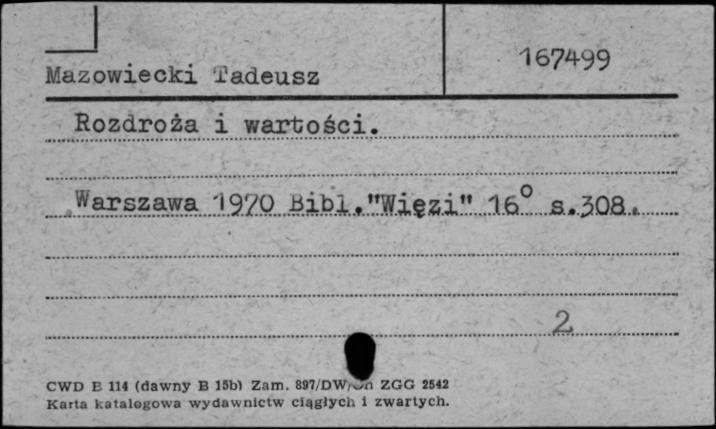 167499
Mazowiecki Tadeusz
Rozdroża i wartości.
Warszawa 1970 Bibl."Więzi" 16° s.308.
2
CWD B 114 (dawny B 15b) Zam. 897/DW/ ZGG 2542
Karta katalogowa wydawnictw ciągłych i zwartych.